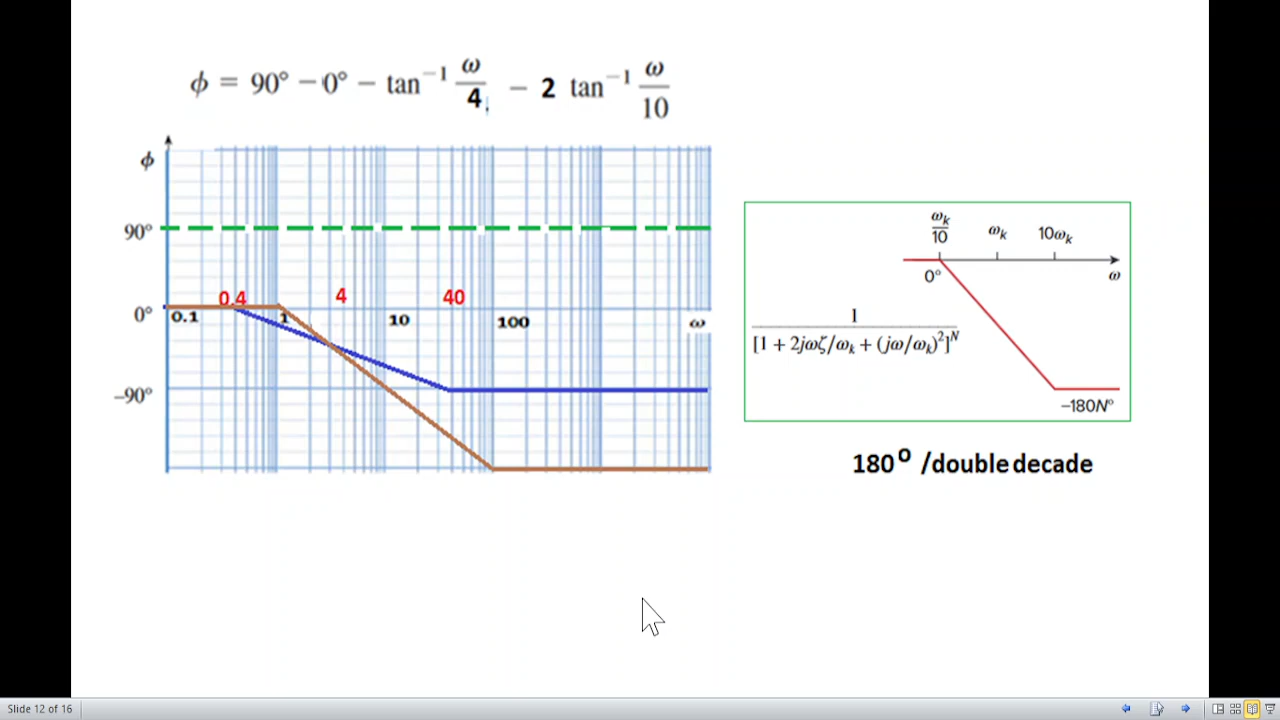 ϕ = 90° − 0° − tan⁻¹ ω/4 − 2 tan⁻¹ ω/10
ϕ
90°
0.4 4 40
0° 0.1 1 10 100 ω
−90°
ωₖ/10 ωₖ 10ωₖ
0° ω
1/[1 + 2jωζ/ωₖ + (jω/ωₖ)²]ᴺ
−180N°
180° /double decade
Slide 12 of 16